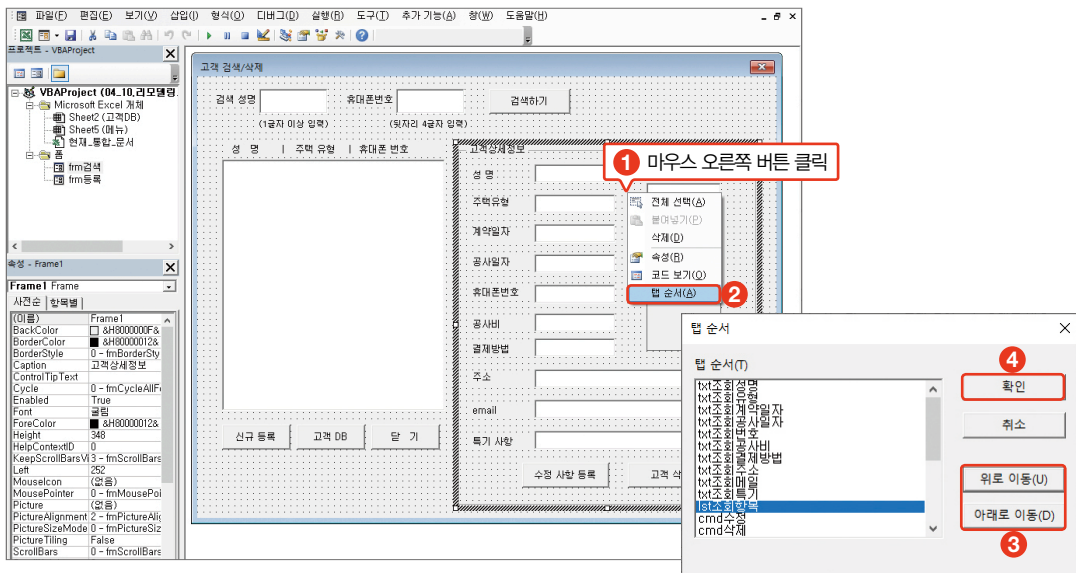 파일(F) 편집(E) 보기(V) 삽입(I) 형식(O) 디버그(D) 실행(R) 도구(T) 추가 기능(A) 창(W) 도움말(H)
프로젝트 - VBAProject
VBAProject (04_10,리모델링.
Microsoft Excel 개체
Sheet2 (고객DB)
Sheet5 (메뉴)
현재_통합_문서
폼
frm검색
frm등록
속성 - Frame1
Frame1 Frame
사전순 항목별
(이름) Frame1
BackColor &H8000000F&
BorderColor &H80000012&
BorderStyle 0 - fmBorderSty
Caption 고객상세정보
ControlTipText
Cycle 0 - fmCycleAllF
Enabled True
Font 굴림
ForeColor &H80000012&
Height 348
HelpContextID 0
KeepScrollBarsVi 3 - fmScrollBars
Left 252
MouseIcon (없음)
MousePointer 0 - fmMousePoi
Picture (없음)
PictureAlignment 2 - fmPictureAlig
PictureSizeMode 0 - fmPictureSiz
PictureTiling False
ScrollBars 0 - fmScrollBars
고객 검색/삭제
검색 성명 휴대폰번호 검색하기
(1글자 이상 입력) (뒷자리 4글자 입력)
성 명 | 주택 유형 | 휴대폰 번호
신규 등록 고객 DB 닫 기
고객상세정보
성 명
주택유형
계약일자
공사일자
휴대폰번호
공사비
결제방법
주소
email
특기 사항
수정 사항 등록 고객 삭
1 마우스 오른쪽 버튼 클릭
전체 선택(A)
붙여넣기(P)
삭제(D)
속성(R)
코드 보기(O)
탭 순서(A) 2
탭 순서
탭 순서(T)
txt조회성명
txt조회유형
txt조회계약일자
txt조회공사일자
txt조회번호
txt조회공사비
txt조회결제방법
txt조회주소
txt조회메일
txt조회특기
lst조회항목
cmd수정
cmd삭제
4
확인
취소
위로 이동(U)
아래로 이동(D)
3